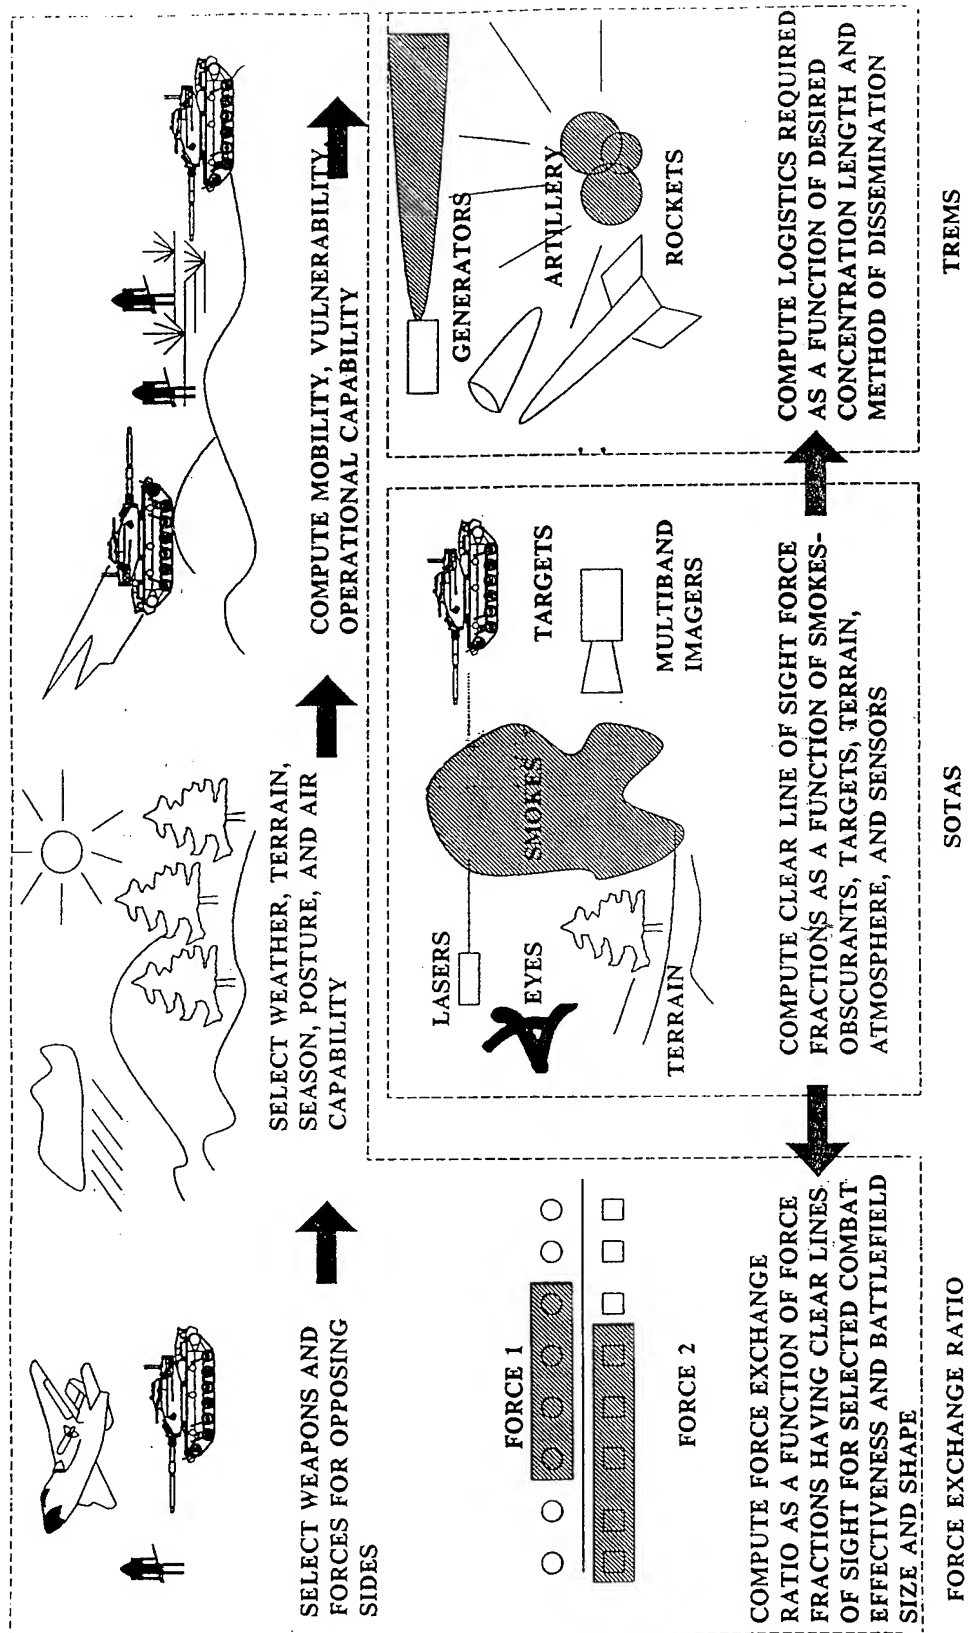 SELECT WEAPONS AND
FORCES FOR OPPOSING
SIDES
SELECT WEATHER, TERRAIN,
SEASON, POSTURE, AND AIR
CAPABILITY
COMPUTE MOBILITY, VULNERABILITY,
OPERATIONAL CAPABILITY
FORCE 1
FORCE 2
COMPUTE FORCE EXCHANGE
RATIO AS A FUNCTION OF FORCE
FRACTIONS HAVING CLEAR LINES
OF SIGHT FOR SELECTED COMBAT
EFFECTIVENESS AND BATTLEFIELD
SIZE AND SHAPE
FORCE EXCHANGE RATIO
LASERS
EYES
TERRAIN
SMOKES
TARGETS
MULTIBAND
IMAGERS
COMPUTE CLEAR LINE OF SIGHT FORCE
FRACTIONS AS A FUNCTION OF SMOKES-
OBSCURANTS, TARGETS, TERRAIN,
ATMOSPHERE, AND SENSORS
SOTAS
GENERATORS
ARTILLERY
ROCKETS
COMPUTE LOGISTICS REQUIRED
AS A FUNCTION OF DESIRED
CONCENTRATION LENGTH AND
METHOD OF DISSEMINATION
TREMS